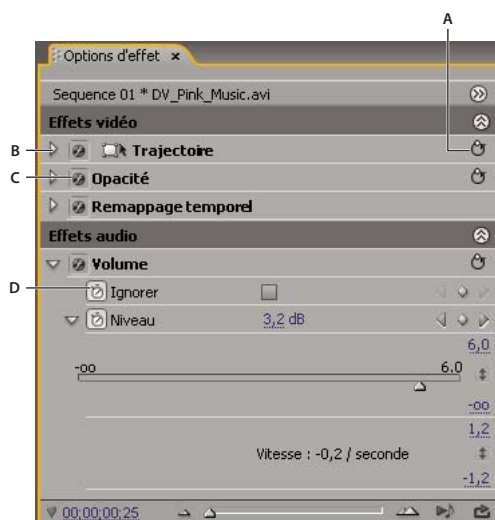 A
Options d'effet x
Sequence 01 * DV_Pink_Music.avi
Effets vidéo
B
Trajectoire
C
Opacité
Remappage temporel
Effets audio
Volume
D
Ignorer
Niveau 3,2 dB
6,0
-oo 6.0
-oo
1,2
Vitesse : -0,2 / seconde
-1,2
00;00;00;25